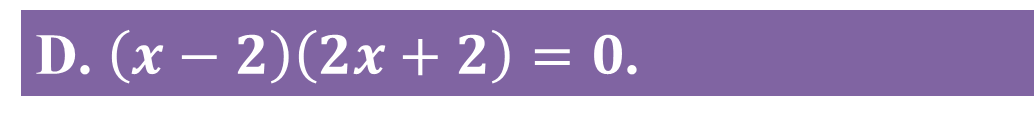 D. (x − 2)(2x + 2) = 0.